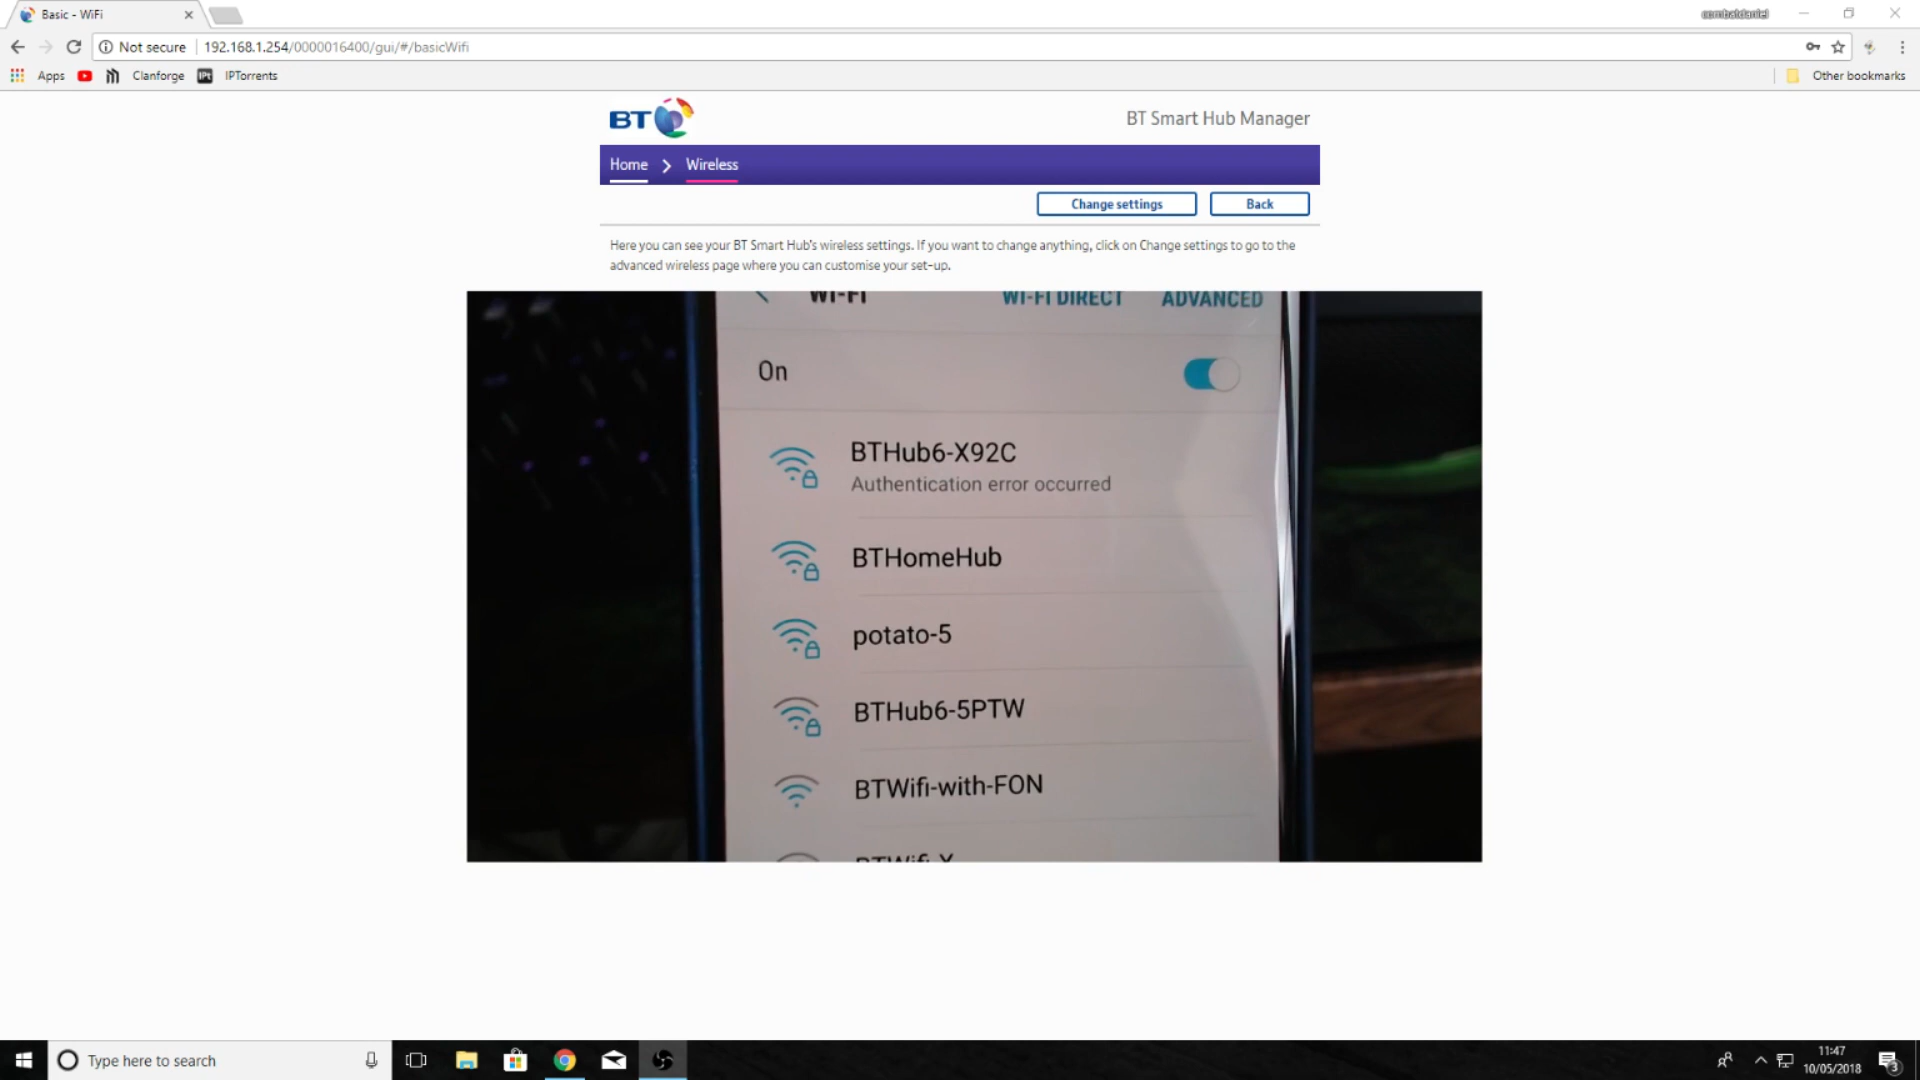 Basic - WiFi
Not secure
192.168.1.254/0000016400/gui/#/basicWifi
Apps
Clanforge
IPT
IPTorrents
Other bookmarks
BT
BT Smart Hub Manager
Home
Wireless
Change settings
Back
Here you can see your BT Smart Hub's wireless settings. If you want to change anything, click on Change settings to go to the
advanced wireless page where you can customise your set-up.
WI-FI
WI-FI DIRECT
ADVANCED
On
BTHub6-X92C
Authentication error occurred
BTHomeHub
potato-5
BTHub6-5PTW
BTWifi-with-FON
BTWifi-X
Type here to search
11:47
10/05/2018
3